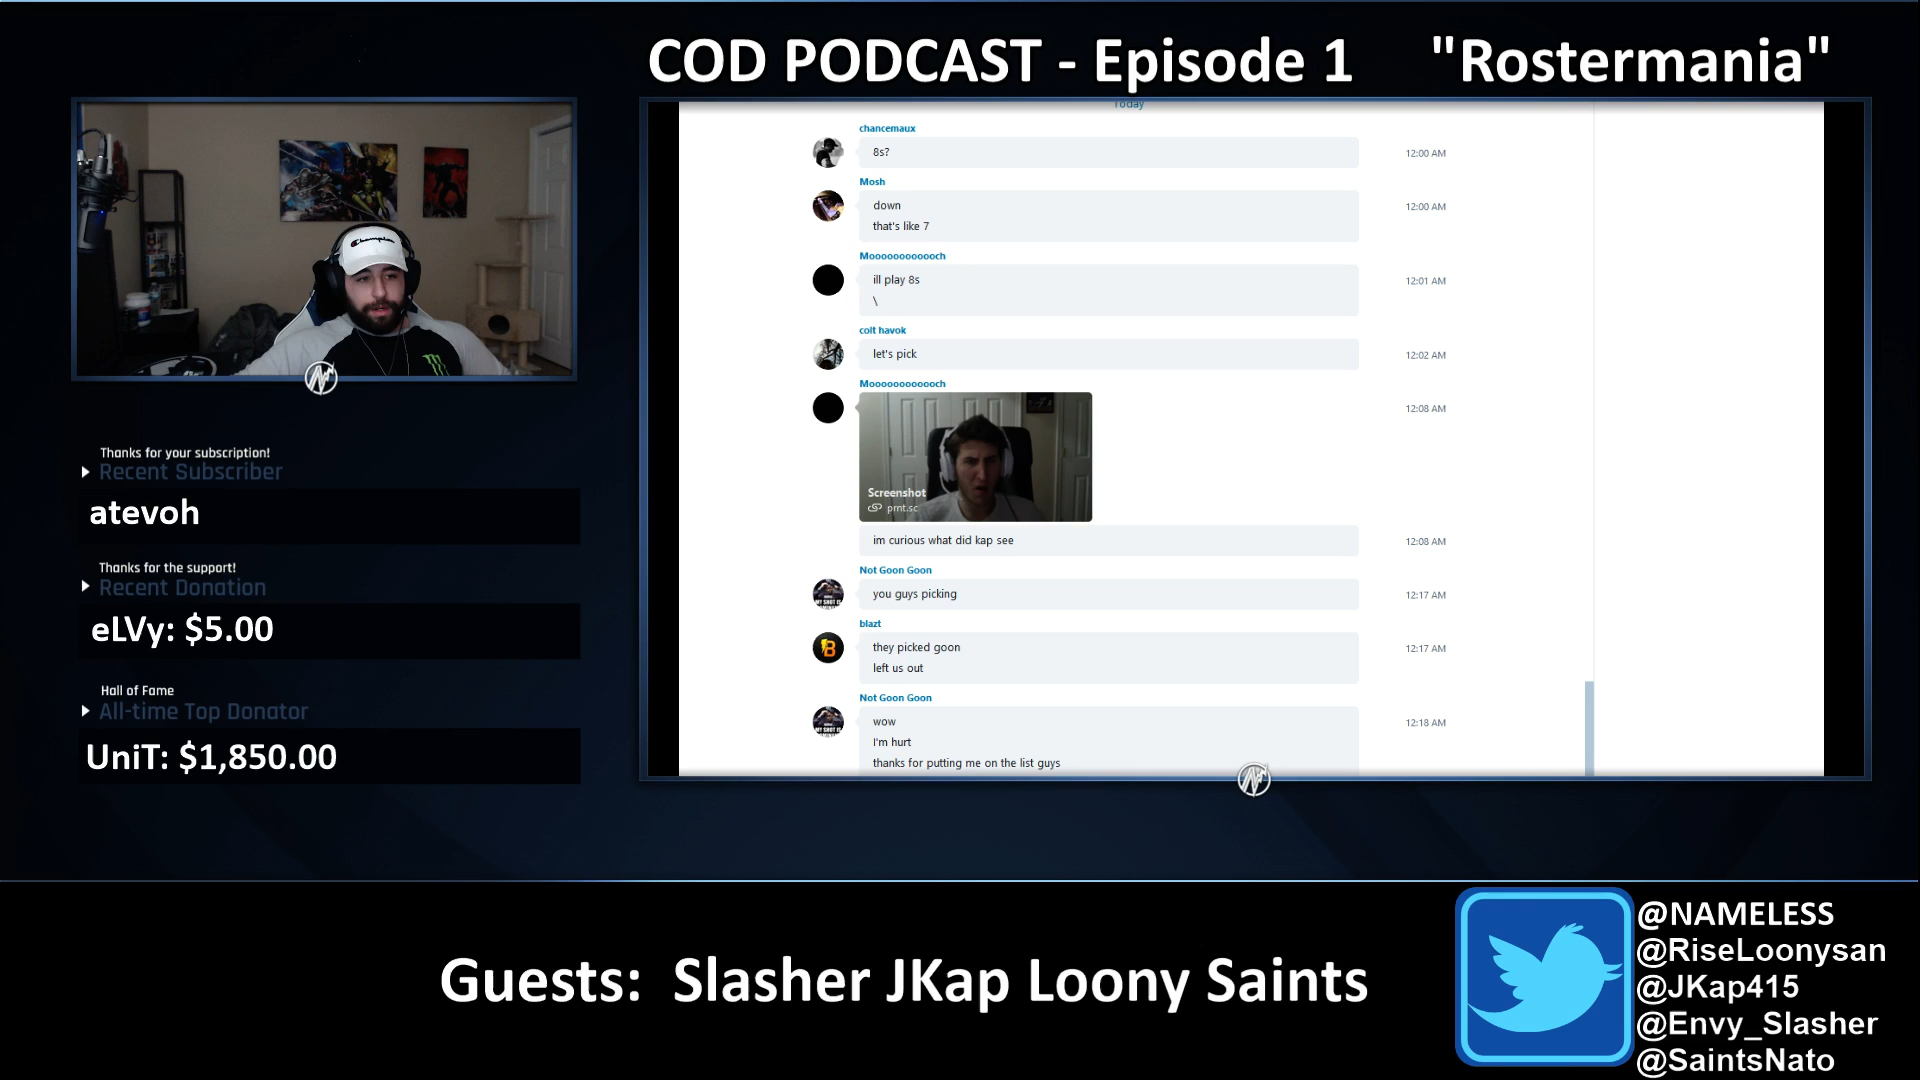 COD PODCAST - Episode 1 "Rostermania"
Today
chancemaux
8s?
12:00 AM
Mosh
down
12:00 AM
that's like 7
Mooooooooooooch
ill play 8s
12:01 AM
\
colt havok
let's pick
12:02 AM
Mooooooooooooch
12:08 AM
Screenshot
prnt.sc
im curious what did kap see
12:08 AM
Not Goon Goon
you guys picking
12:17 AM
blazt
they picked goon
12:17 AM
left us out
Not Goon Goon
wow
12:18 AM
I'm hurt
thanks for putting me on the list guys
Champion
Thanks for your subscription!
Recent Subscriber
atevoh
Thanks for the support!
Recent Donation
eLVy: $5.00
Hall of Fame
All-time Top Donator
UniT: $1,850.00
Guests: Slasher JKap Loony Saints
@NAMELESS
@RiseLoonysan
@JKap415
@Envy_Slasher
@SaintsNato